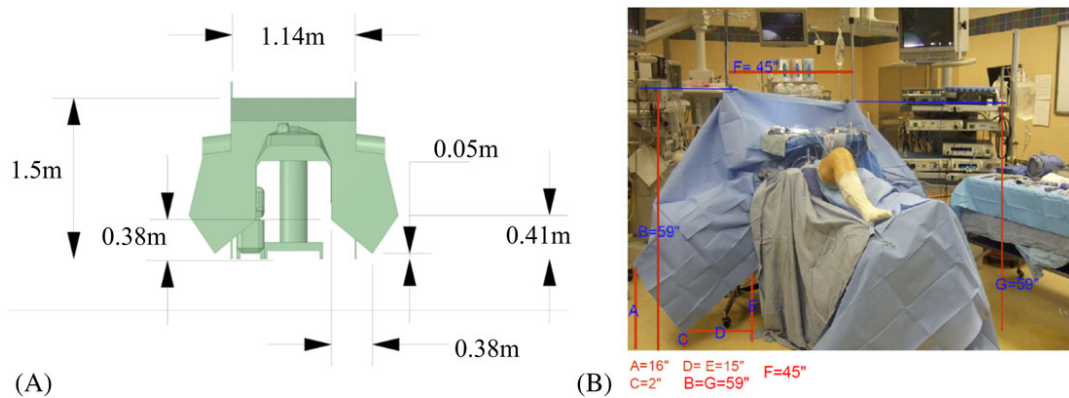 1.14m
1.5m
0.05m
0.38m
0.41m
0.38m
(A)
F= 45"
B=59"
G=59"
A
E
D
C
A=16" D= E=15" F=45"
C=2" B=G=59"
(B)